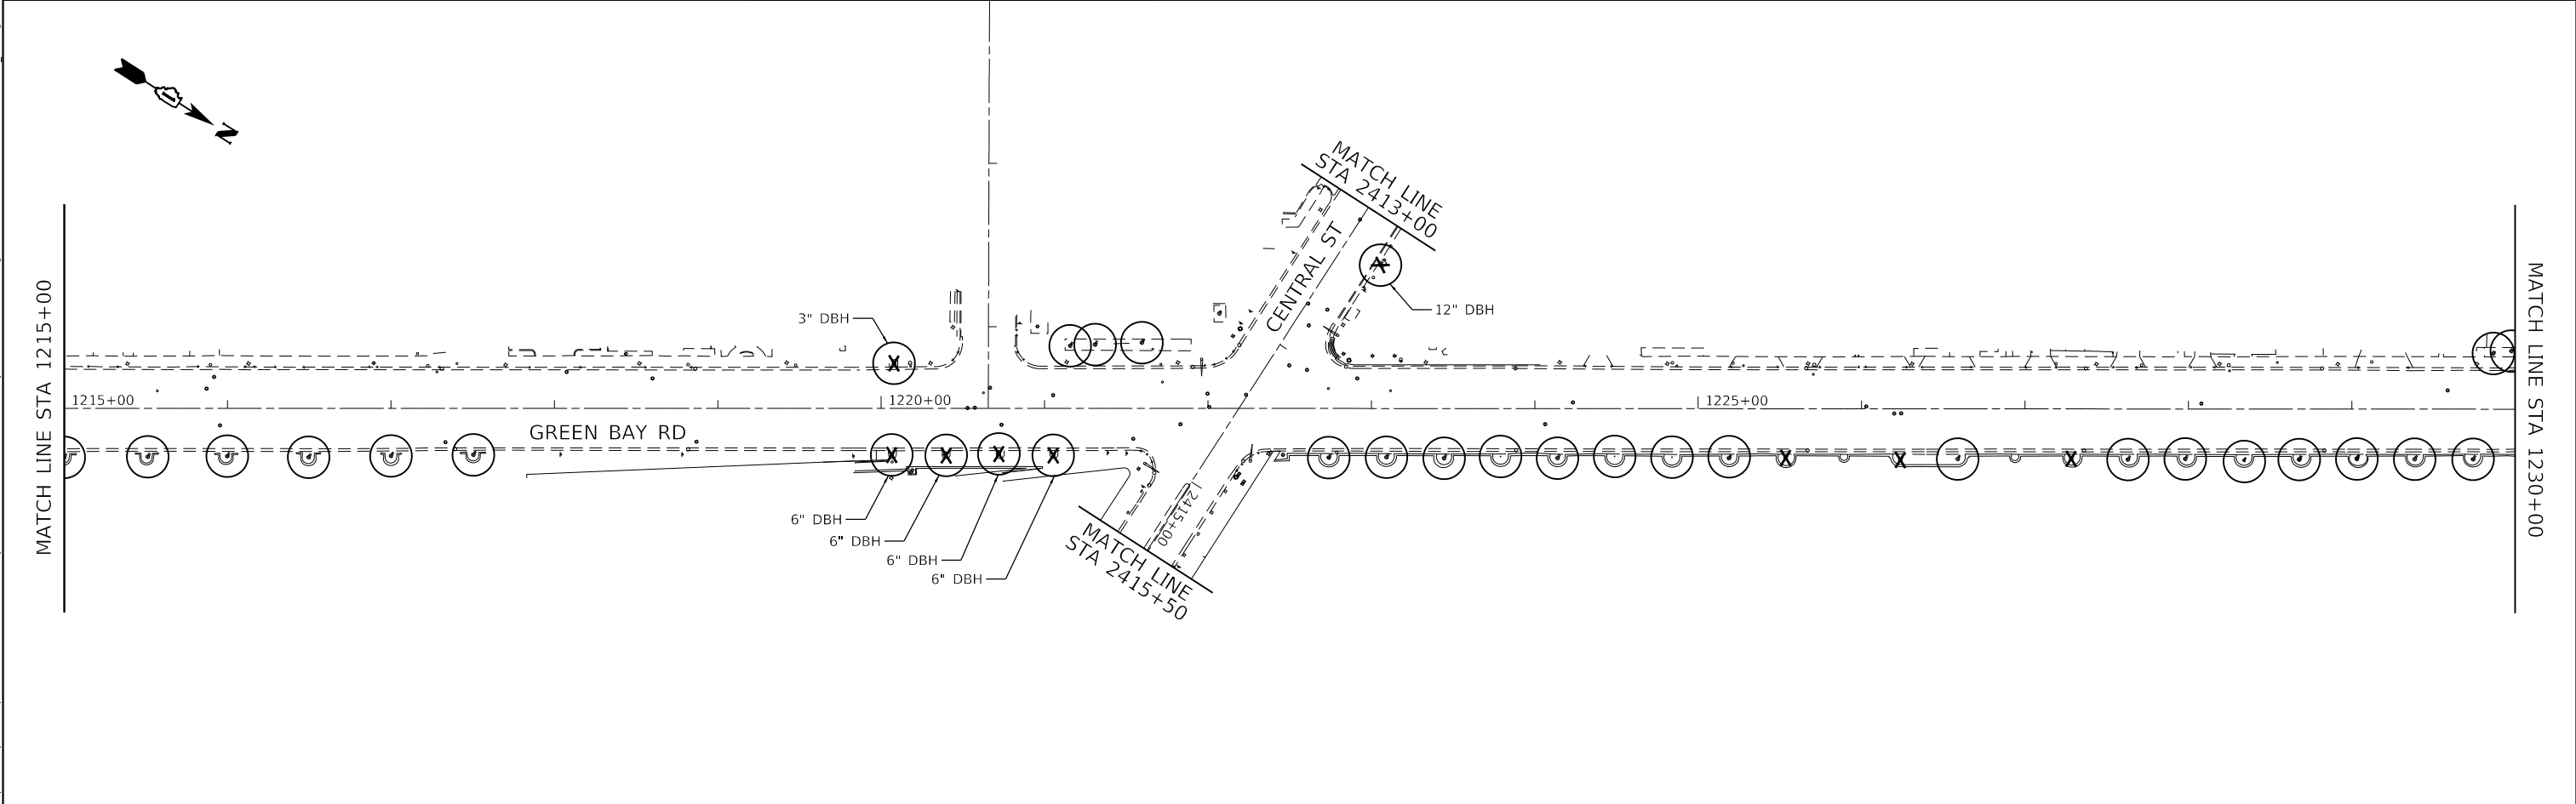 N
MATCH LINE
STA 2413+00
CENTRAL ST
12" DBH
3" DBH
MATCH LINE STA 1215+00
1215+00
1220+00
1225+00
MATCH LINE STA 1230+00
GREEN BAY RD
6" DBH
6" DBH
6" DBH
6" DBH
2415+00
MATCH LINE
STA 2415+50